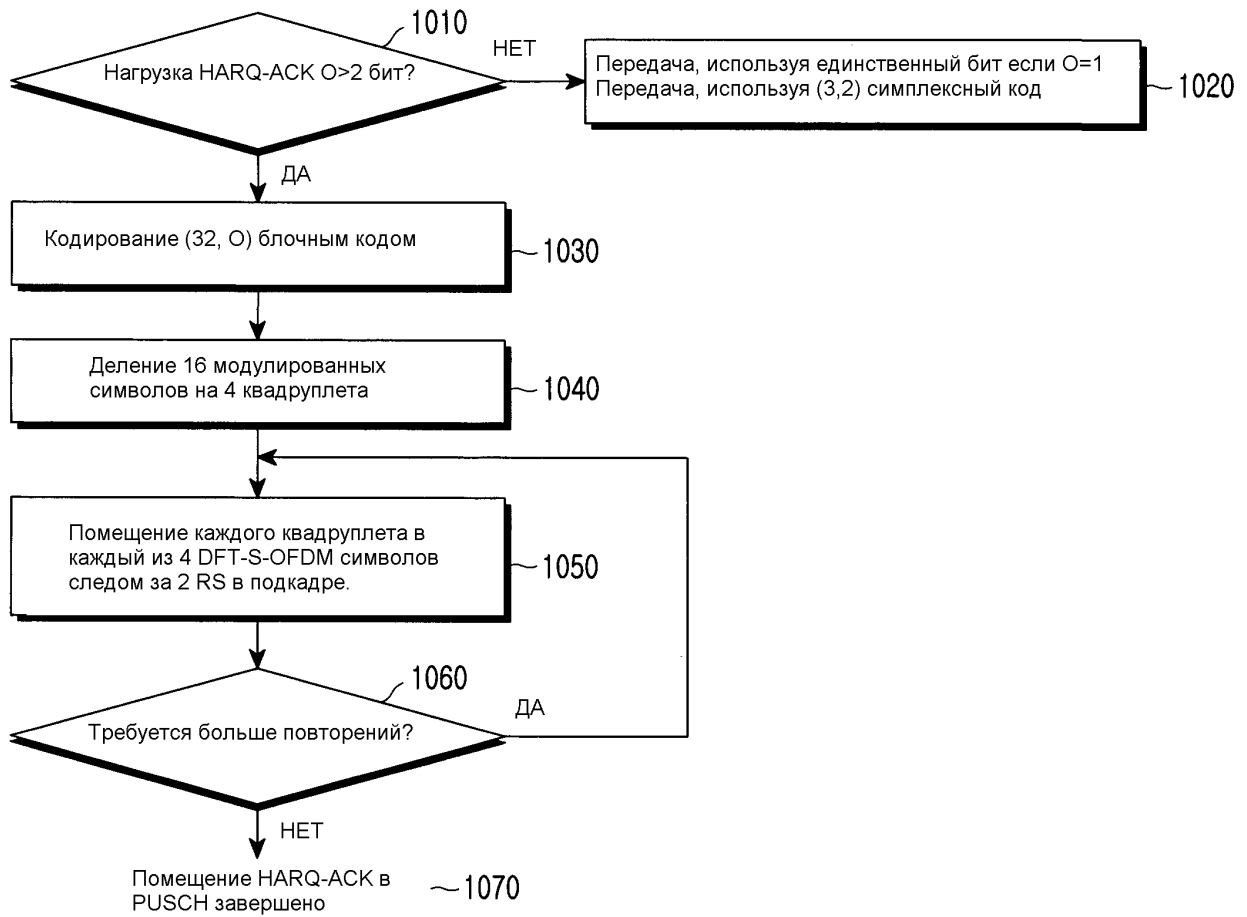 1010
Нагрузка HARQ-ACK O>2 бит?
НЕТ
Передача, используя единственный бит если O=1
Передача, используя (3,2) симплексный код
1020
ДА
Кодирование (32, O) блочным кодом
1030
Деление 16 модулированных
символов на 4 квадруплета
1040
Помещение каждого квадруплета в
каждый из 4 DFT-S-OFDM символов
следом за 2 RS в подкадре.
1050
1060
Требуется больше повторений?
ДА
НЕТ
Помещение HARQ-ACK в
PUSCH завершено
1070